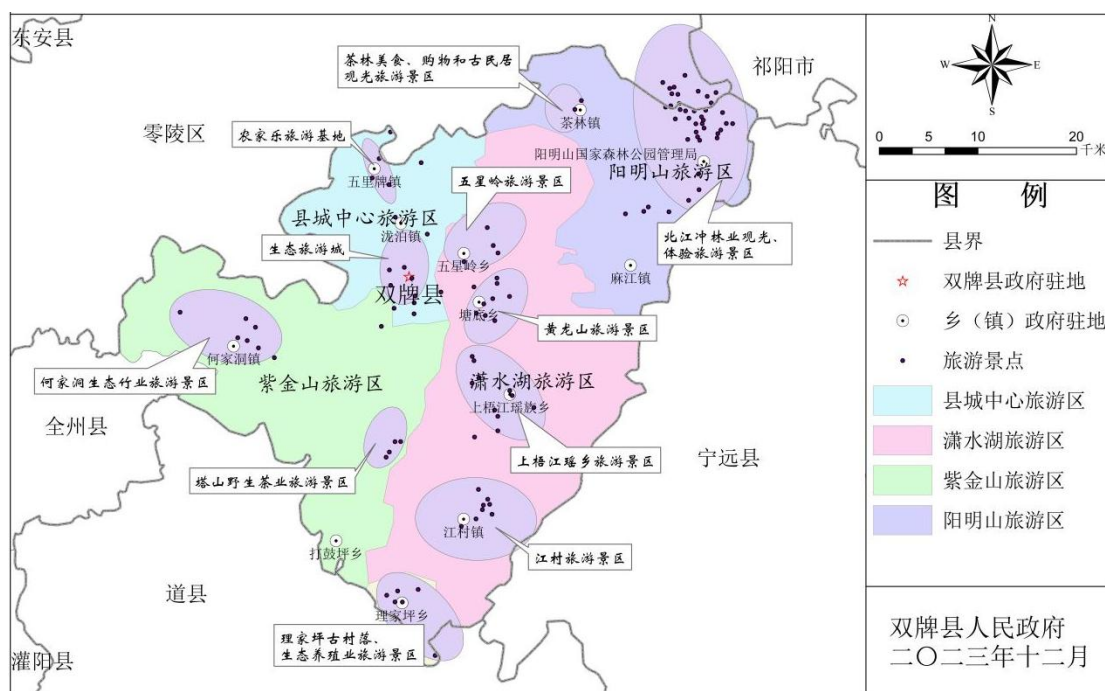 东安县
茶林美食、购物和古民居
观光旅游景区
祁阳市
N
W
E
S
零陵区
农家乐旅游基地
茶林镇
阳明山国家森林公园管理局
阳明山旅游区
五里牌镇
五星岭旅游景区
县城中心旅游区
泷泊镇
生态旅游城
五星岭乡
麻江镇
北江冲林业观光、
体验旅游景区
双牌县
塘底乡
黄龙山旅游景区
何家洞镇
何家洞生态竹业旅游景区
紫金山旅游区
潇水湖旅游区
上梧江瑶族乡
全州县
塔山野生茶业旅游景区
上梧江瑶乡旅游景区
宁远县
江村镇
江村旅游景区
打鼓坪乡
道县
理家坪乡
理家坪古村落、
生态养殖业旅游景区
灌阳县
0 5 10 20
千米
图 例
县界
双牌县政府驻地
乡（镇）政府驻地
旅游景点
县城中心旅游区
潇水湖旅游区
紫金山旅游区
阳明山旅游区
双牌县人民政府
二〇二三年十二月